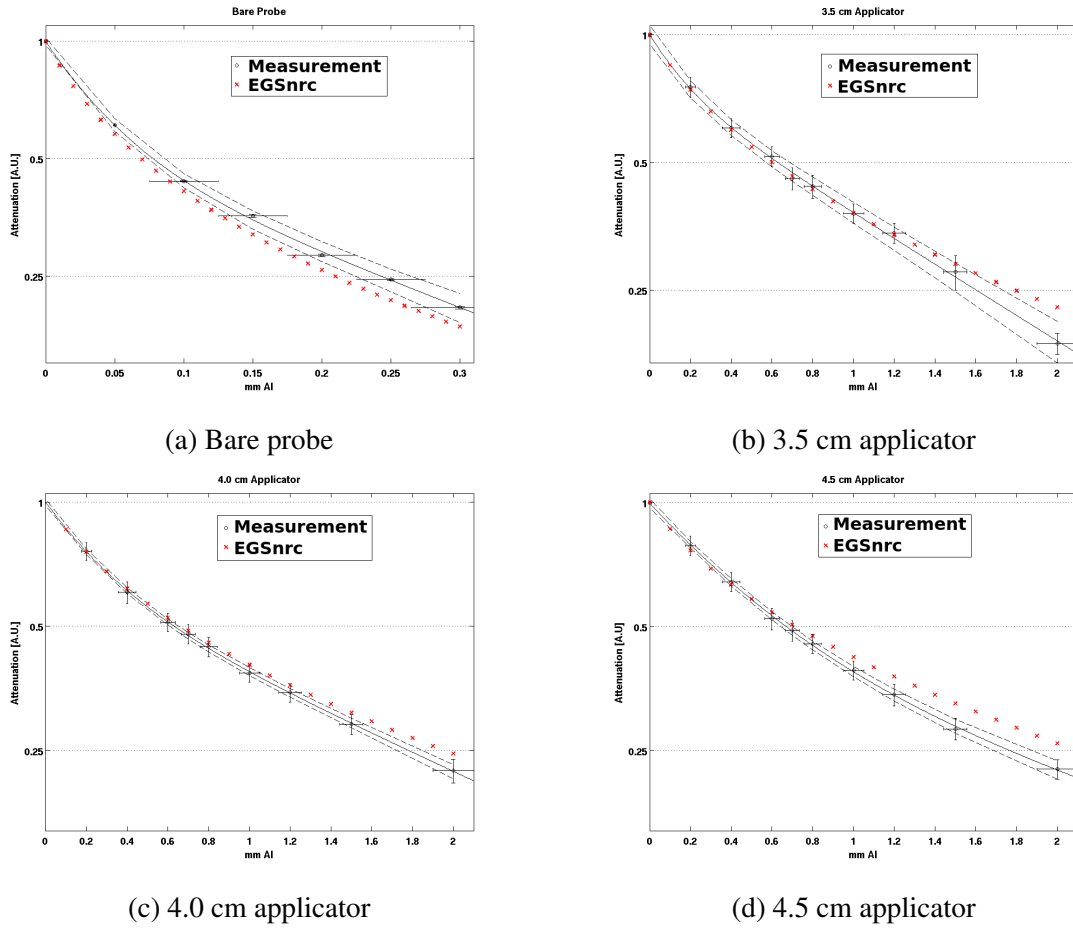 Bare Probe
1
0.5
0.25
Attenuation [A.U.]
Measurement
EGSnrc
0 0.05 0.1 0.15 0.2 0.25 0.3
mm Al
(a) Bare probe
3.5 cm Applicator
1
0.5
0.25
Attenuation [A.U.]
Measurement
EGSnrc
0 0.2 0.4 0.6 0.8 1 1.2 1.4 1.6 1.8 2
mm Al
(b) 3.5 cm applicator
4.0 cm Applicator
1
0.5
0.25
Attenuation [A.U.]
Measurement
EGSnrc
0 0.2 0.4 0.6 0.8 1 1.2 1.4 1.6 1.8 2
mm Al
(c) 4.0 cm applicator
4.5 cm Applicator
1
0.5
0.25
Attenuation [A.U.]
Measurement
EGSnrc
0 0.2 0.4 0.6 0.8 1 1.2 1.4 1.6 1.8 2
mm Al
(d) 4.5 cm applicator